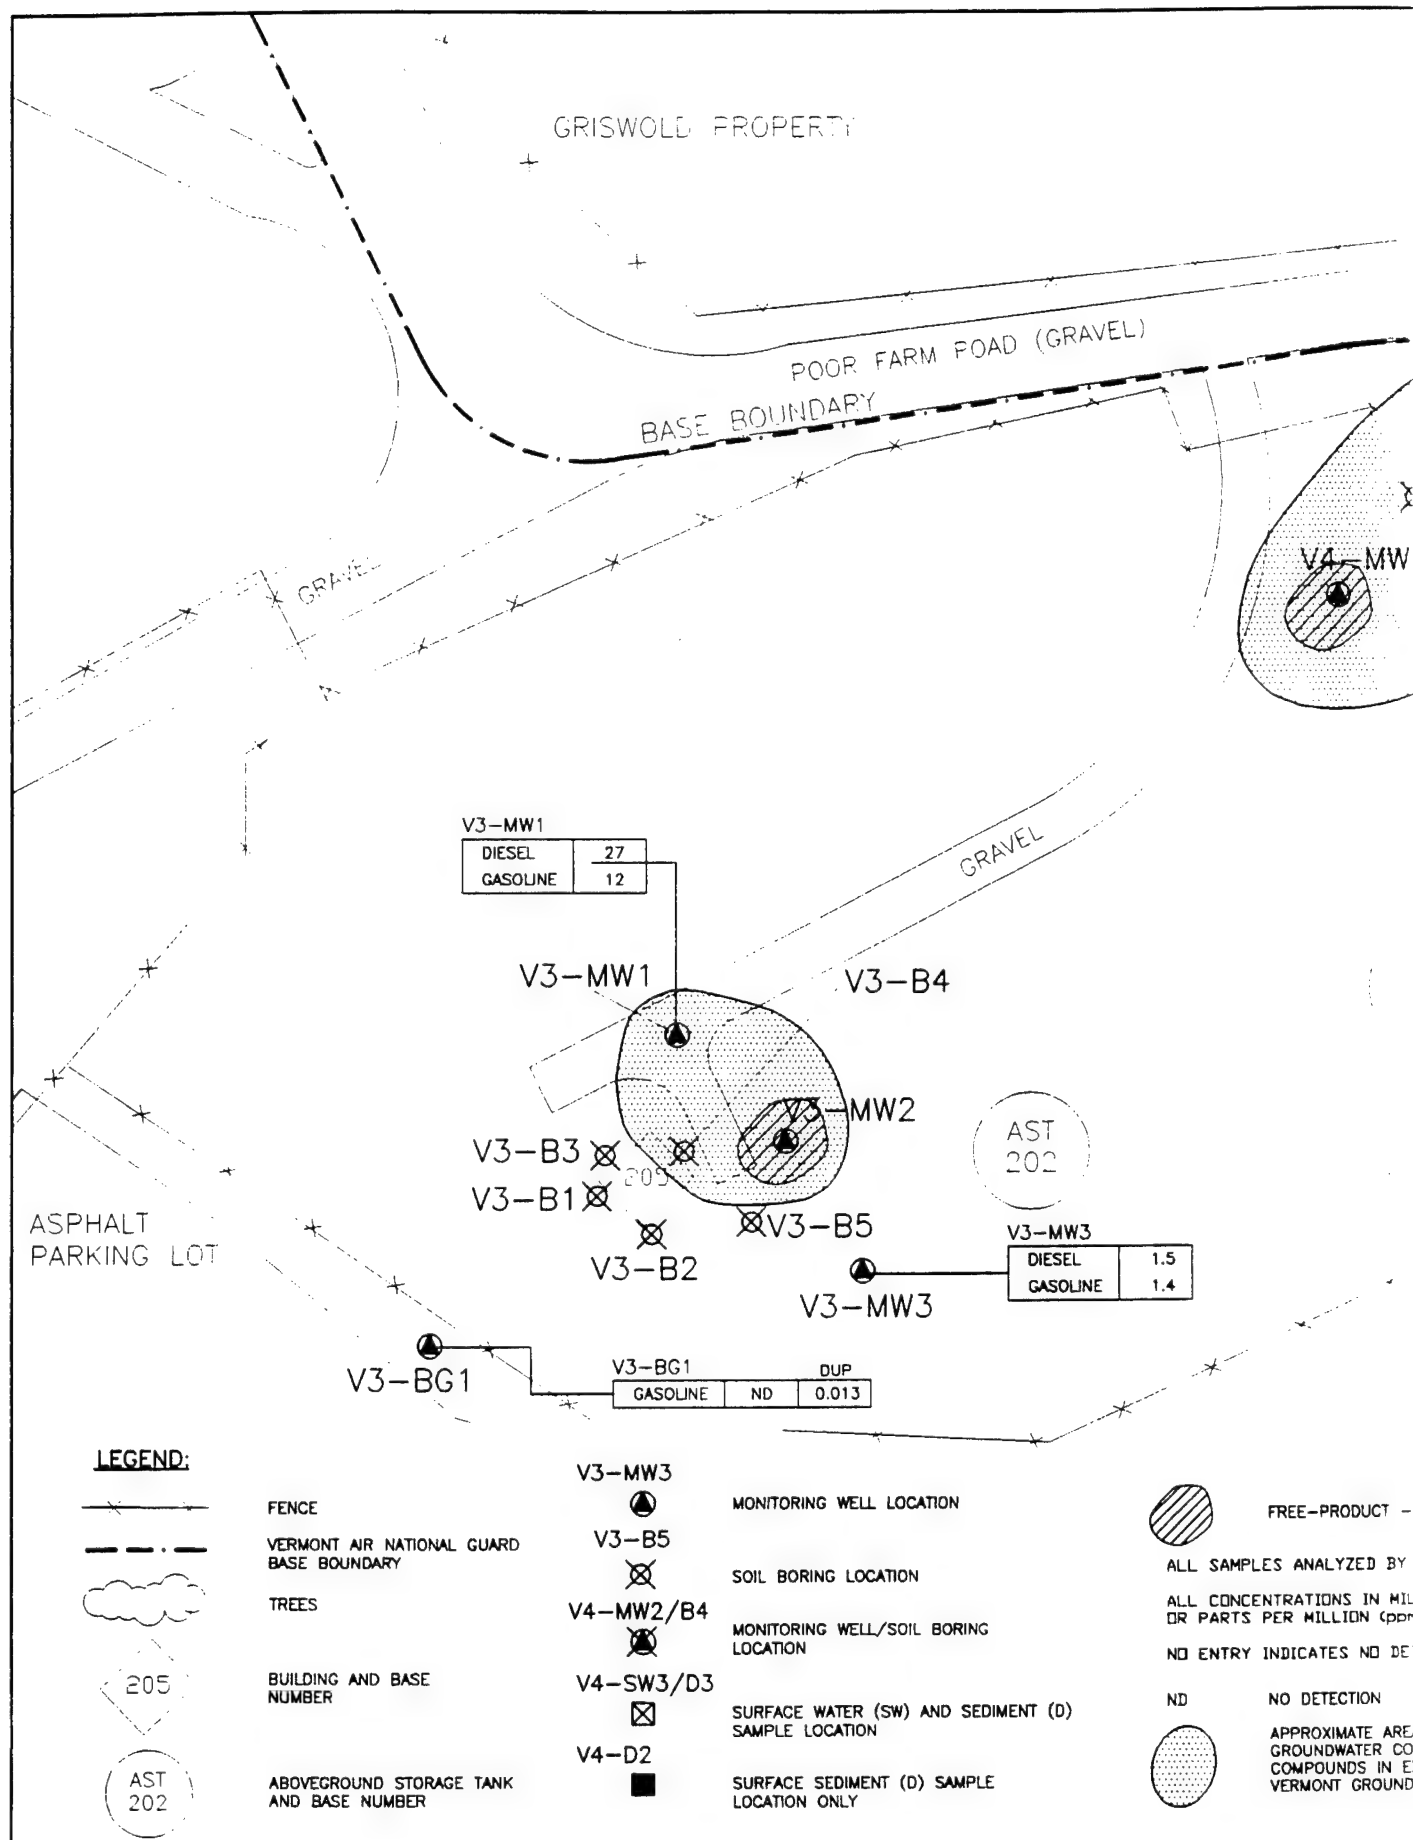 GRISWOLD PROPERTY
POOR FARM ROAD (GRAVEL)
BASE BOUNDARY
GRAVEL
V4-MW
V3-MW1
DIESEL 27
GASOLINE 12
GRAVEL
V3-MW1
V3-B4
V3-MW2
AST
202
V3-B3
205
V3-B1
V3-B5
V3-B2
ASPHALT
PARKING LOT
V3-MW3
DIESEL 1.5
GASOLINE 1.4
V3-MW3
V3-BG1
V3-BG1 DUP
GASOLINE ND 0.013
LEGEND:
FENCE
VERMONT AIR NATIONAL GUARD
BASE BOUNDARY
TREES
205
BUILDING AND BASE
NUMBER
AST
202
ABOVEGROUND STORAGE TANK
AND BASE NUMBER
V3-MW3
MONITORING WELL LOCATION
V3-B5
SOIL BORING LOCATION
V4-MW2/B4
MONITORING WELL/SOIL BORING
LOCATION
V4-SW3/D3
SURFACE WATER (SW) AND SEDIMENT (D)
SAMPLE LOCATION
V4-D2
SURFACE SEDIMENT (D) SAMPLE
LOCATION ONLY
FREE-PRODUCT -
ALL SAMPLES ANALYZED BY
ALL CONCENTRATIONS IN MIL
OR PARTS PER MILLION (ppm
NO ENTRY INDICATES NO DE
ND NO DETECTION
APPROXIMATE ARE
GROUNDWATER CO
COMPOUNDS IN E
VERMONT GROUND